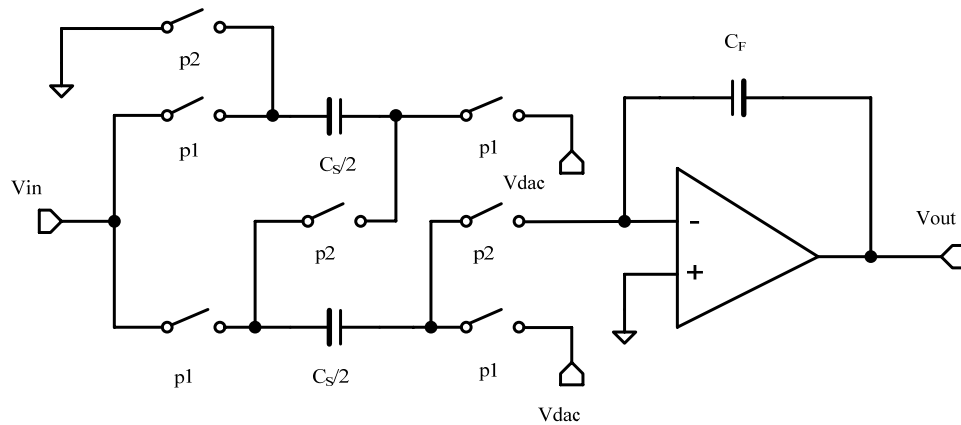 C_F
p2
p1
C_S/2
p1
Vdac
Vin
p2
p2
Vout
-
+
p1
C_S/2
p1
Vdac